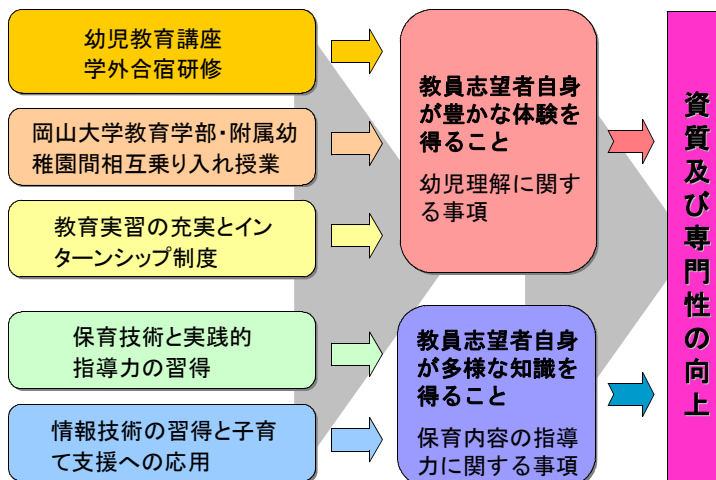 幼児教育講座
学外合宿研修
岡山大学教育学部・附属幼
稚園間相互乗り入れ授業
教育実習の充実とイン
ターンシップ制度
保育技術と実践的
指導力の習得
情報技術の習得と子育
て支援への応用
教員志望者自身
が豊かな体験を
得ること
幼児理解に関す
る事項
教員志望者自身
が多様な知識を
得ること
保育内容の指導
力に関する事項
資質及び専門性の向上